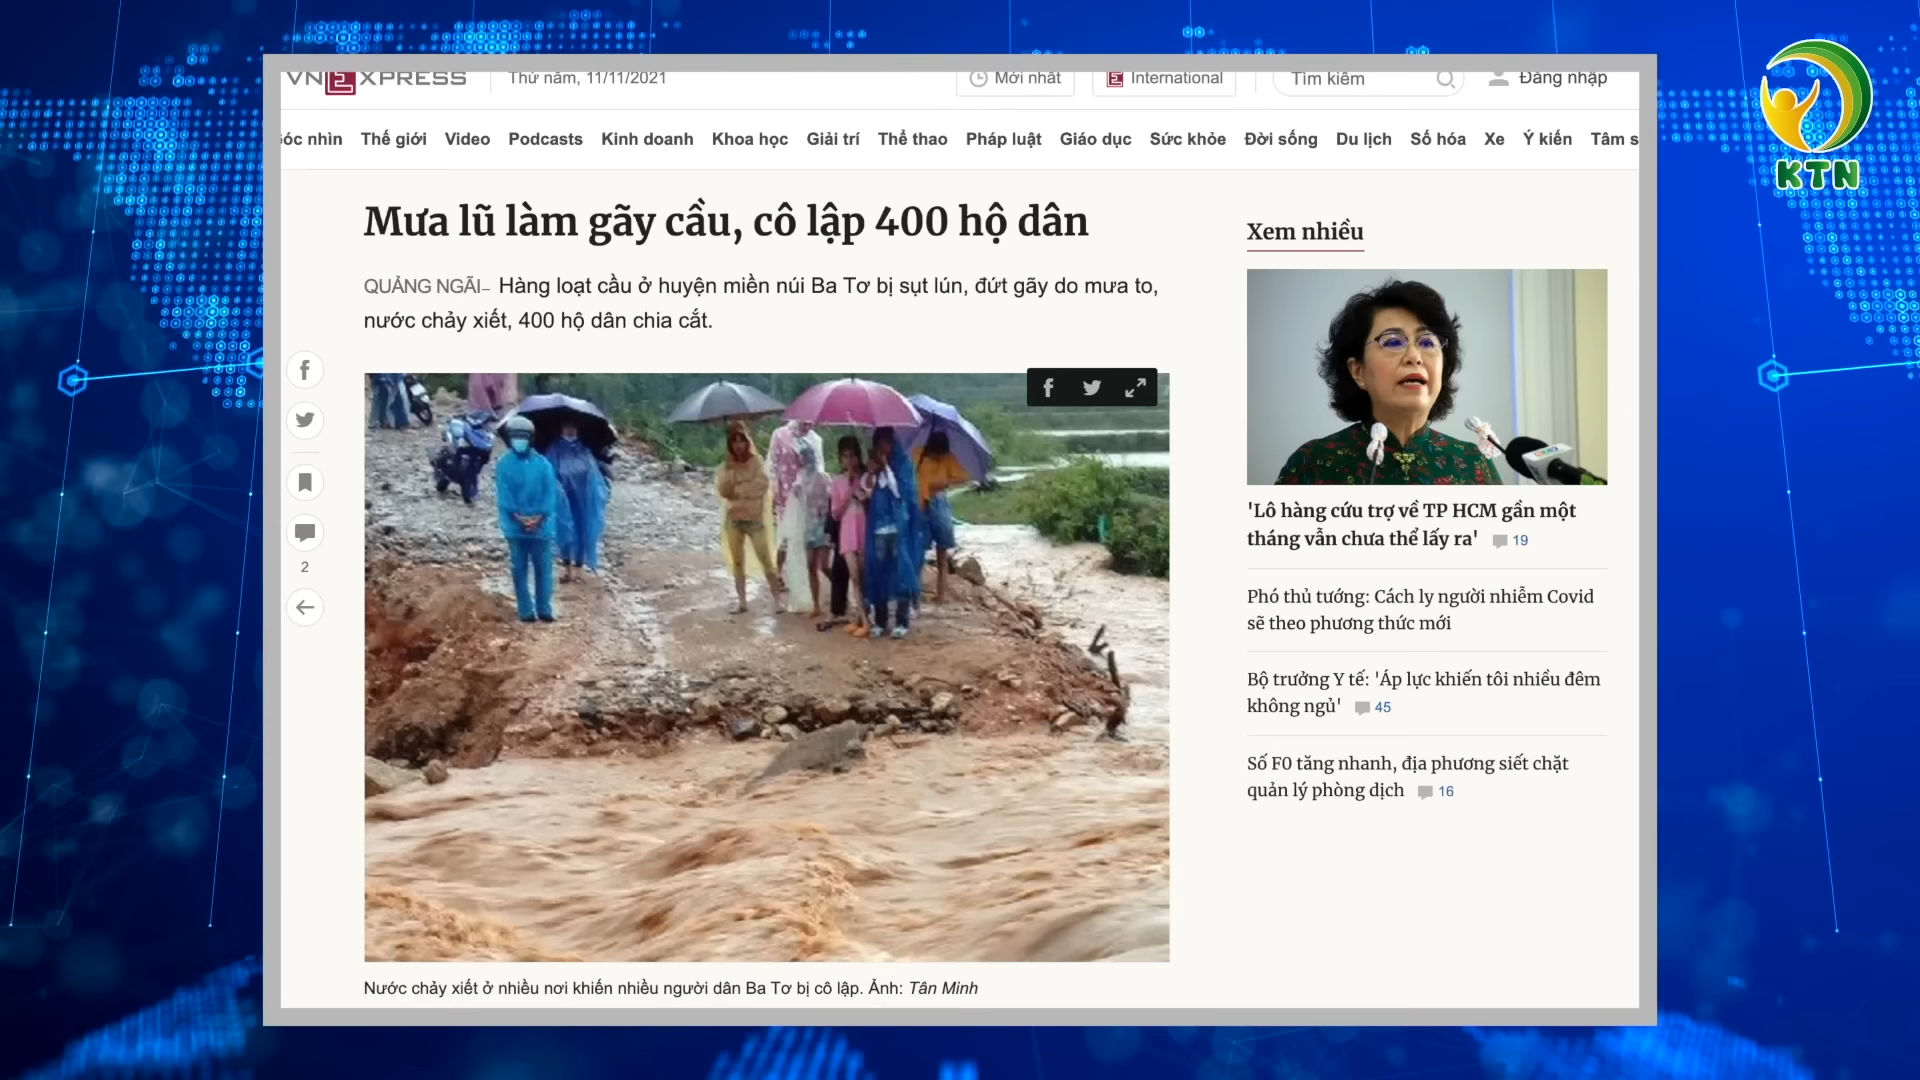 VNEXPRESS
Thứ năm, 11/11/2021
Mới nhất
International
Tìm kiếm
Đăng nhập
Góc nhìn Thế giới Video Podcasts Kinh doanh Khoa học Giải trí Thể thao Pháp luật Giáo dục Sức khỏe Đời sống Du lịch Số hóa Xe Ý kiến Tâm s
KTN
Mưa lũ làm gãy cầu, cô lập 400 hộ dân
QUẢNG NGÃI– Hàng loạt cầu ở huyện miền núi Ba Tơ bị sụt lún, đứt gãy do mưa to,
nước chảy xiết, 400 hộ dân chia cắt.
2
Nước chảy xiết ở nhiều nơi khiến nhiều người dân Ba Tơ bị cô lập. Ảnh: Tân Minh
Xem nhiều
'Lô hàng cứu trợ về TP HCM gần một
tháng vẫn chưa thể lấy ra' 19
Phó thủ tướng: Cách ly người nhiễm Covid
sẽ theo phương thức mới
Bộ trưởng Y tế: 'Áp lực khiến tôi nhiều đêm
không ngủ' 45
Số F0 tăng nhanh, địa phương siết chặt
quản lý phòng dịch 16